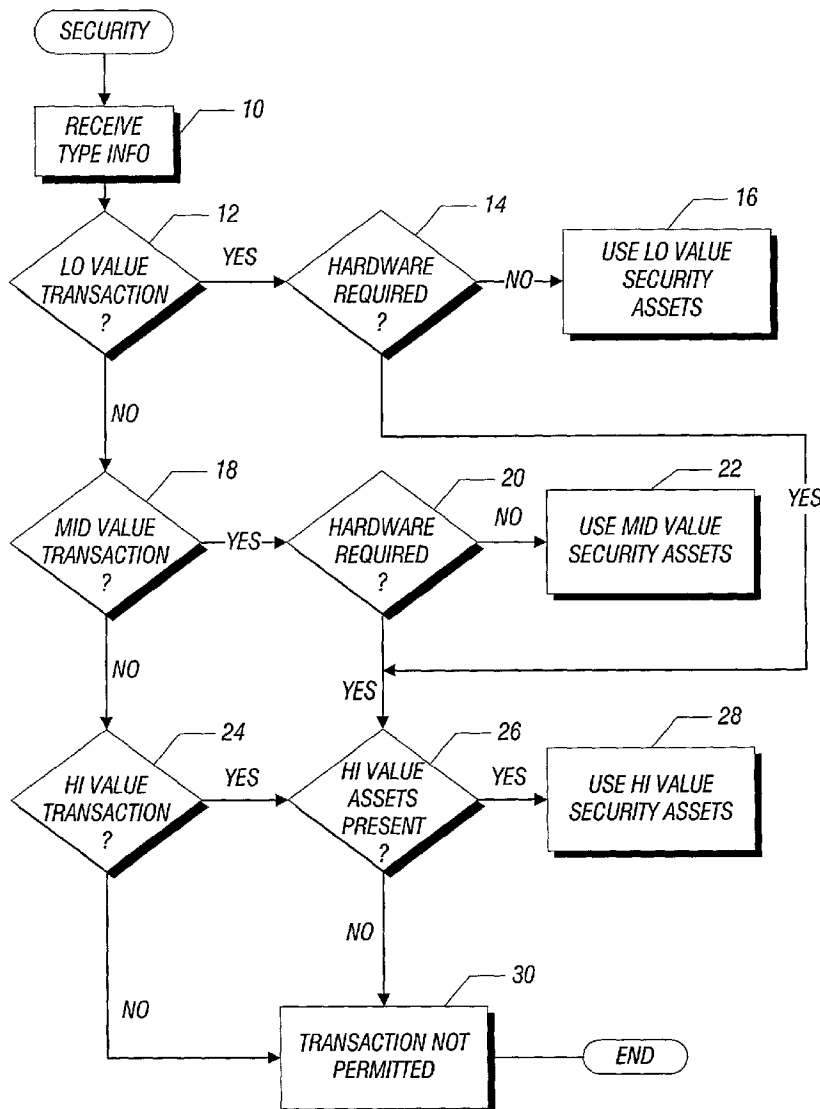 SECURITY
10
RECEIVE
TYPE INFO
12
LO VALUE
TRANSACTION
?
YES
14
HARDWARE
REQUIRED
?
NO
16
USE LO VALUE
SECURITY
ASSETS
NO
YES
18
MID VALUE
TRANSACTION
?
YES
20
HARDWARE
REQUIRED
?
NO
22
USE MID VALUE
SECURITY ASSETS
NO
YES
24
HI VALUE
TRANSACTION
?
YES
26
HI VALUE
ASSETS
PRESENT
?
YES
28
USE HI VALUE
SECURITY ASSETS
NO
NO
30
TRANSACTION NOT
PERMITTED
END